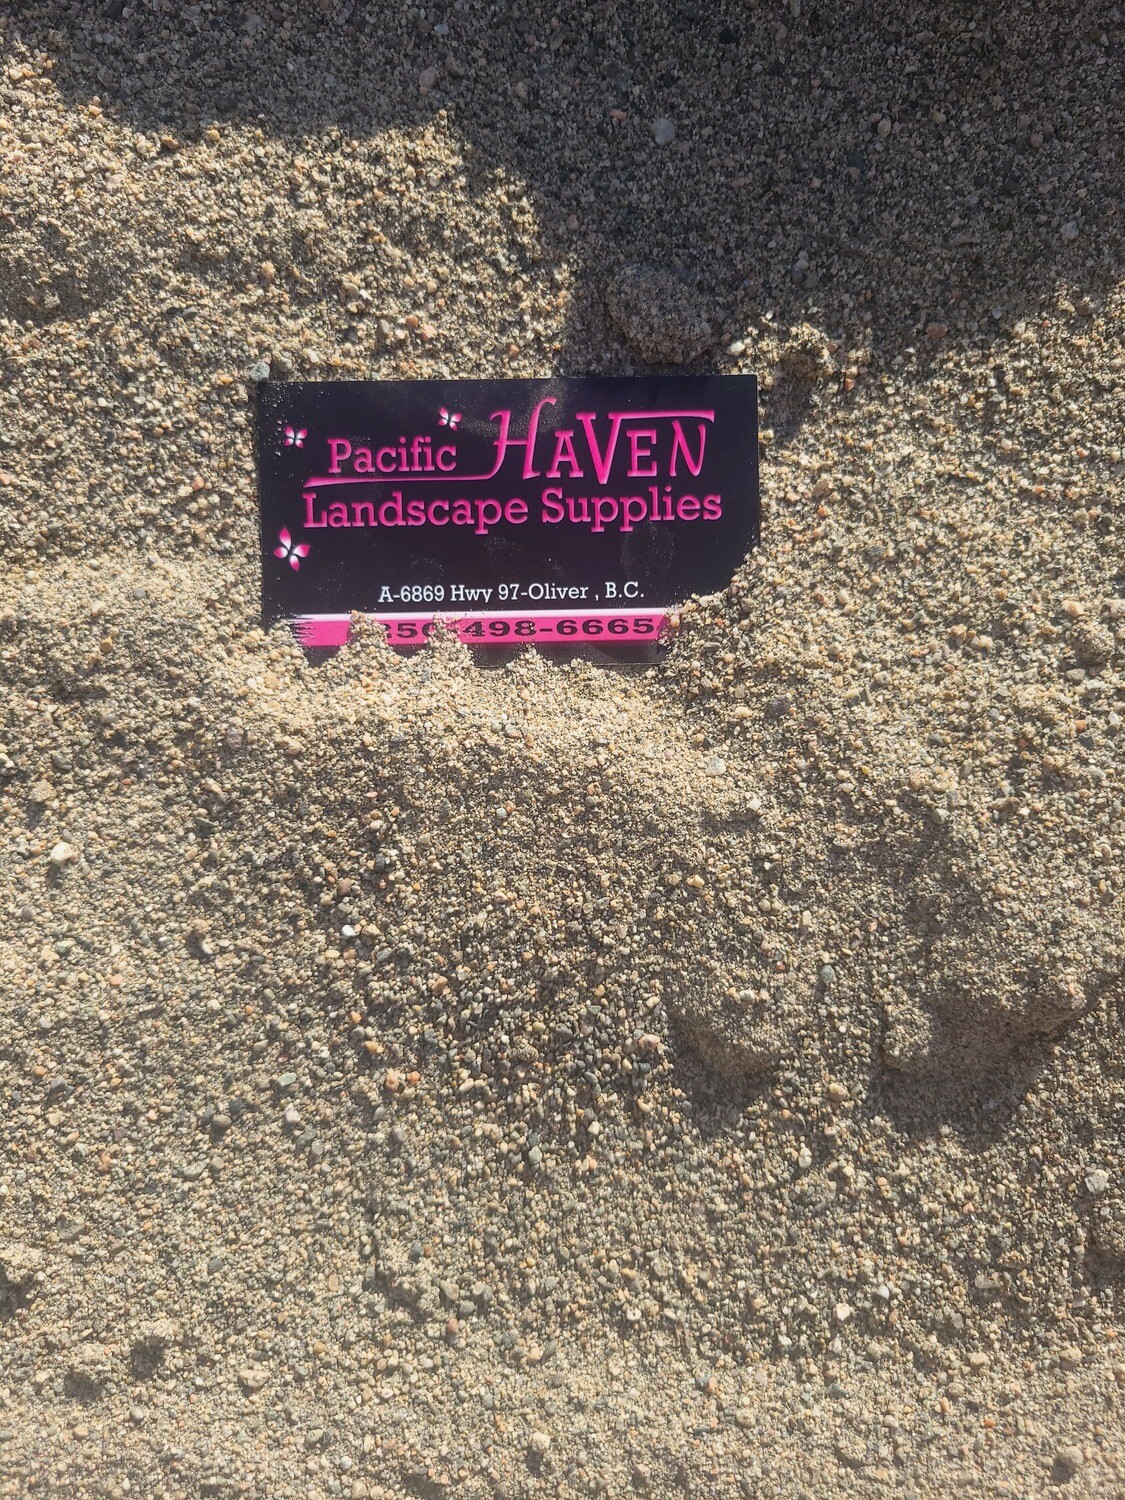 Pacific HAVEN
Landscape Supplies
A-6869 Hwy 97-Oliver , B.C.
498-6665